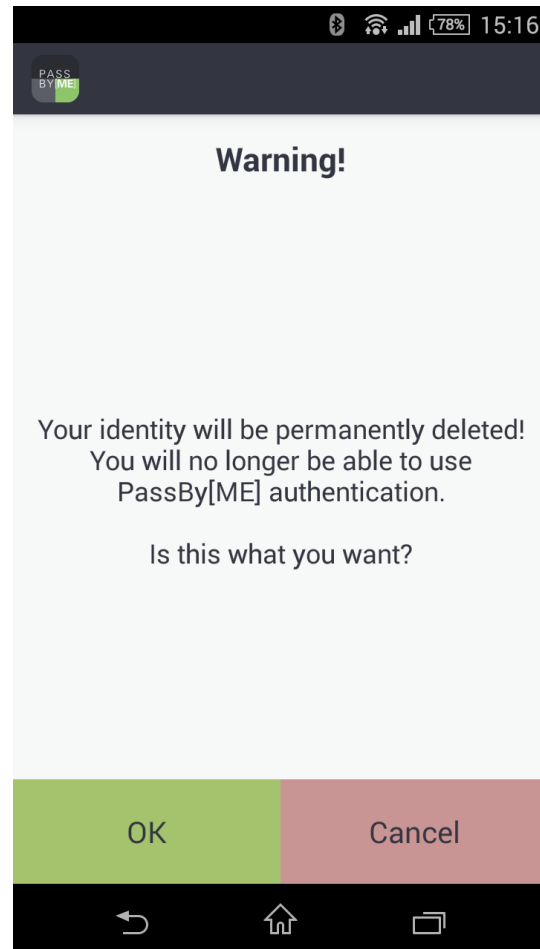 78% 15:16
PASS
BY[ME]
Warning!
Your identity will be permanently deleted!
You will no longer be able to use
PassBy[ME] authentication.
Is this what you want?
OK Cancel